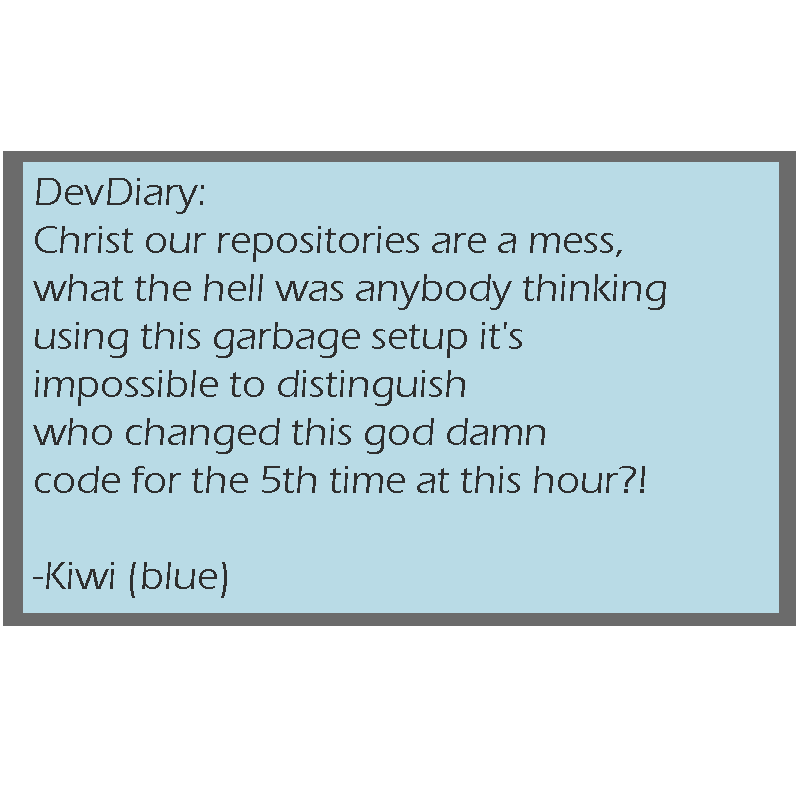 DevDiary:
Christ our repositories are a mess,
what the hell was anybody thinking
using this garbage setup it's
impossible to distinguish
who changed this god damn
code for the 5th time at this hour?!
-Kiwi (blue)